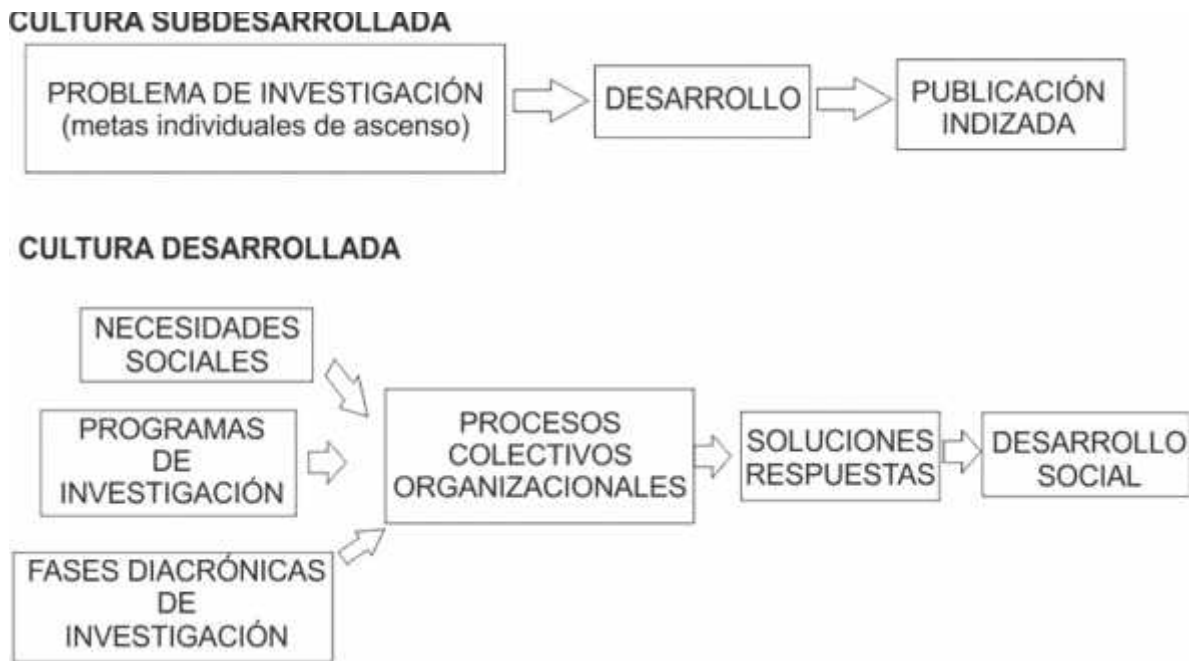 CULTURA SUBDESARROLLADA
PROBLEMA DE INVESTIGACIÓN
(metas individuales de ascenso)
DESARROLLO
PUBLICACIÓN
INDIZADA
CULTURA DESARROLLADA
NECESIDADES
SOCIALES
PROGRAMAS
DE
INVESTIGACIÓN
FASES DIACRÓNICAS
DE
INVESTIGACIÓN
PROCESOS
COLECTIVOS
ORGANIZACIONALES
SOLUCIONES
RESPUESTAS
DESARROLLO
SOCIAL